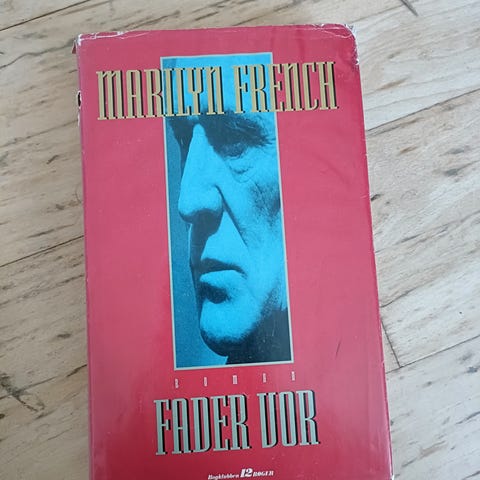 MARILYN FRENCH
ROMAN
FADER VOR
Bogklubben 12 BØGER